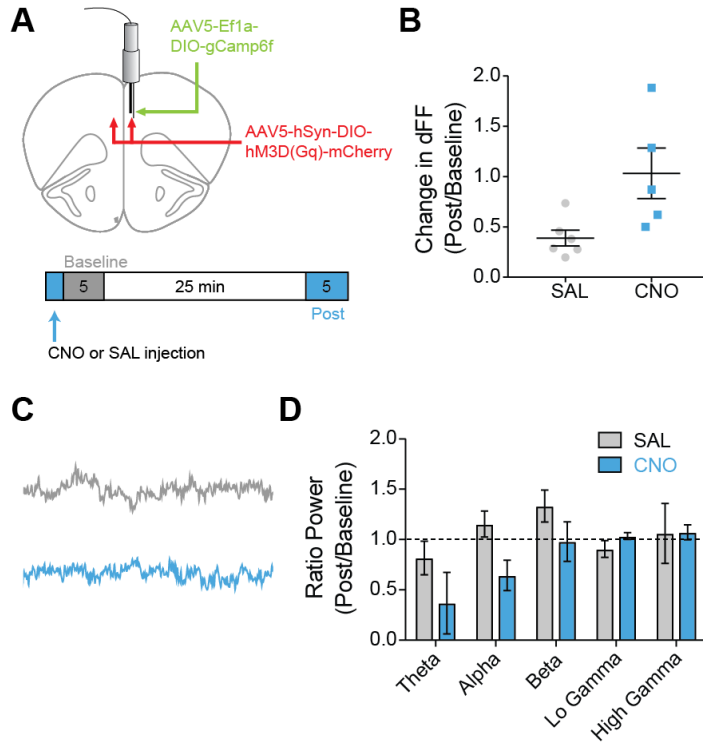 A
AAV5-Ef1a-
DIO-gCamp6f
AAV5-hSyn-DIO-
hM3D(Gq)-mCherry
Baseline
5
25 min
5
Post
CNO or SAL injection
B
Change in dFF
(Post/Baseline)
2.0
1.5
1.0
0.5
0.0
SAL
CNO
C
D
SAL
CNO
Ratio Power
(Post/Baseline)
2.0
1.5
1.0
0.5
0.0
Theta
Alpha
Beta
Lo Gamma
High Gamma